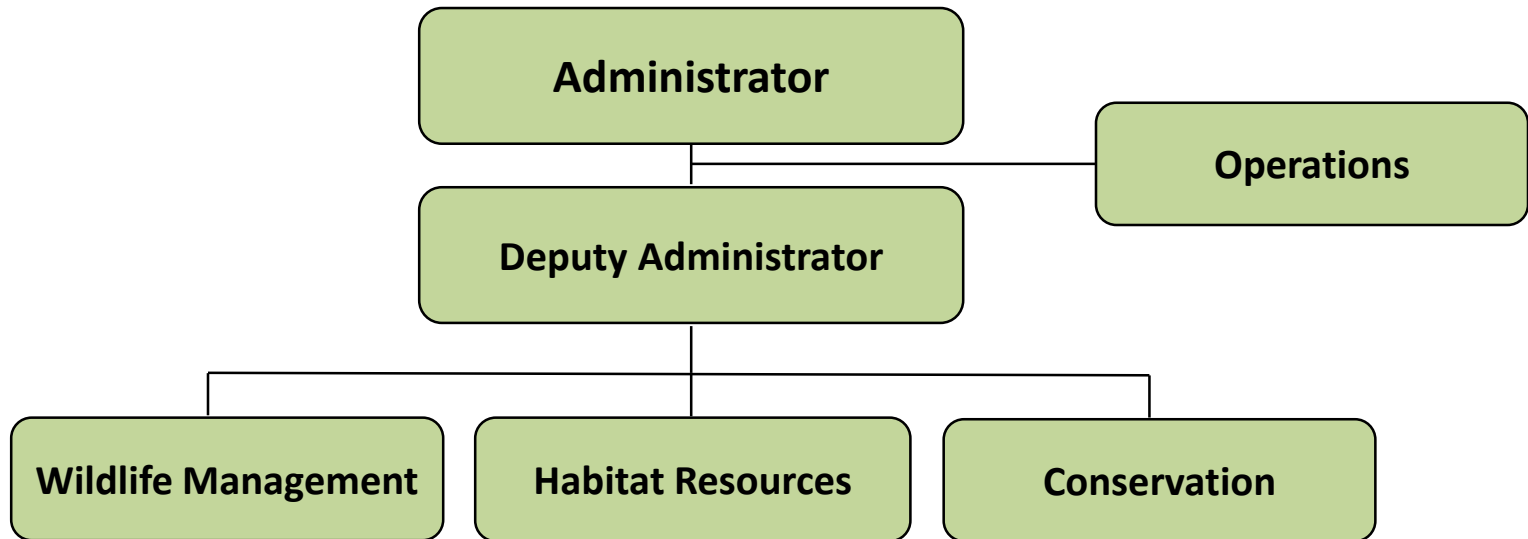 Administrator
Operations
Deputy Administrator
Wildlife Management
Habitat Resources
Conservation